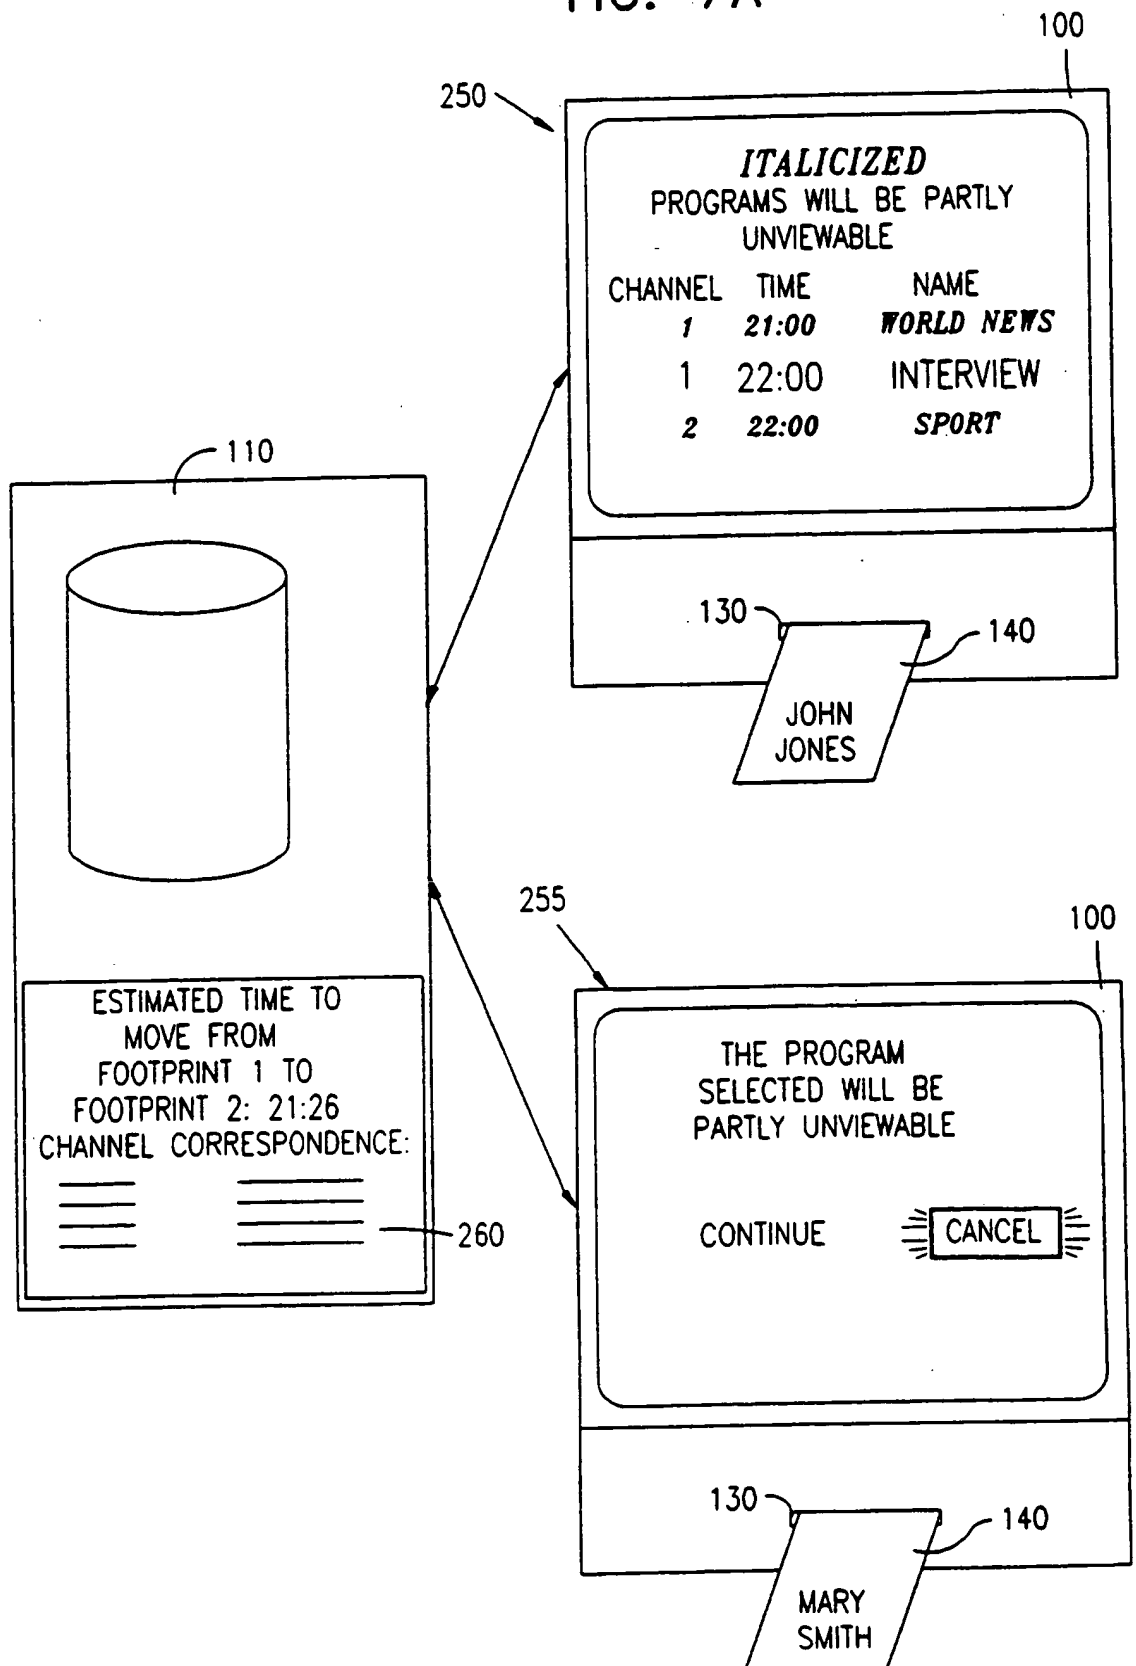 FIG. 7A
100
250
ITALICIZED
PROGRAMS WILL BE PARTLY
UNVIEWABLE
CHANNEL TIME NAME
1 21:00 WORLD NEWS
1 22:00 INTERVIEW
2 22:00 SPORT
110
130
140
JOHN
JONES
255
100
ESTIMATED TIME TO
MOVE FROM
FOOTPRINT 1 TO
FOOTPRINT 2: 21:26
CHANNEL CORRESPONDENCE:
260
THE PROGRAM
SELECTED WILL BE
PARTLY UNVIEWABLE
CONTINUE CANCEL
130
140
MARY
SMITH